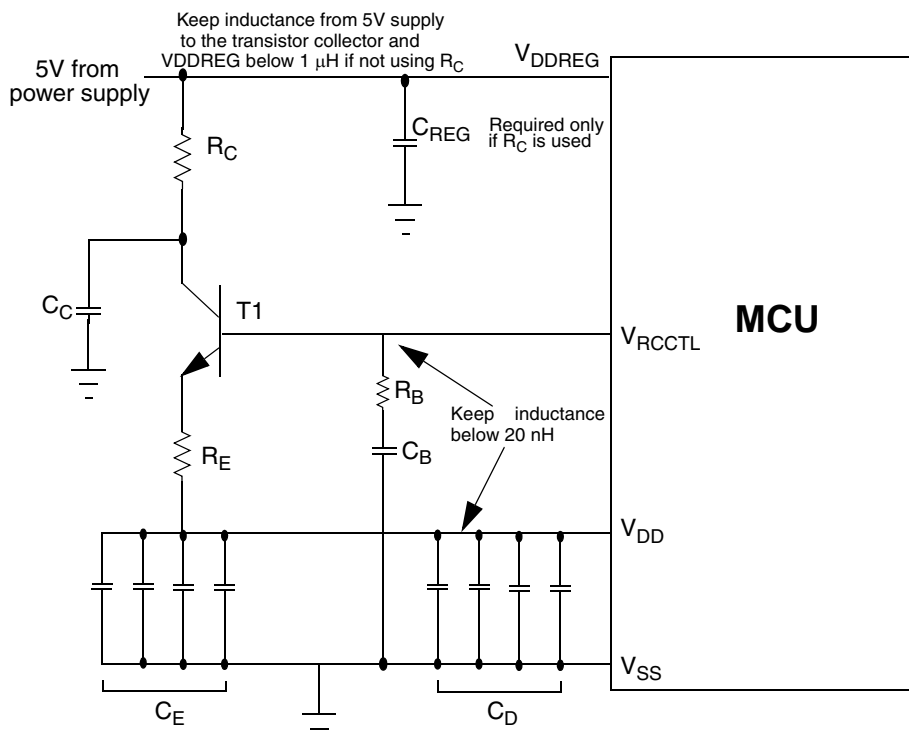 Keep inductance from 5V supply
to the transistor collector and
VDDREG below 1 μH if not using RC
VDDREG
5V from
power supply
CREG
Required only
if RC is used
RC
CC
T1
MCU
VRCCTL
RB
Keep inductance
below 20 nH
CB
RE
VDD
VSS
CE
CD